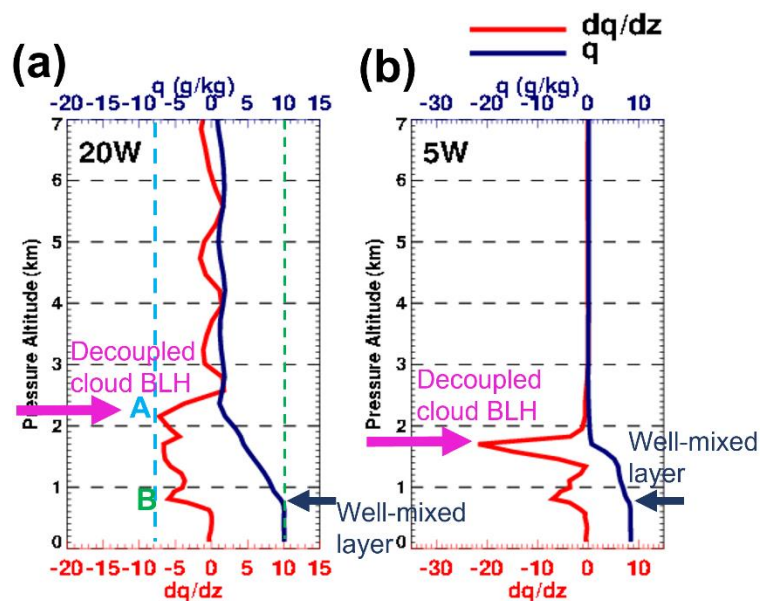 dq/dz
q
(a)
(b)
q (g/kg)
q (g/kg)
-20 -15 -10 -5 0 5 10 15
-30 -20 -10 0 10
7
6
5
4
3
2
1
0
Pressure Altitude (km)
20W
Decoupled
cloud BLH
A
B
Well-mixed
layer
-20 -15 -10 -5 0 5 10 15
dq/dz
7
6
5
4
3
2
1
0
Pressure Altitude (km)
5W
Decoupled
cloud BLH
Well-mixed
layer
-30 -20 -10 0 10
dq/dz